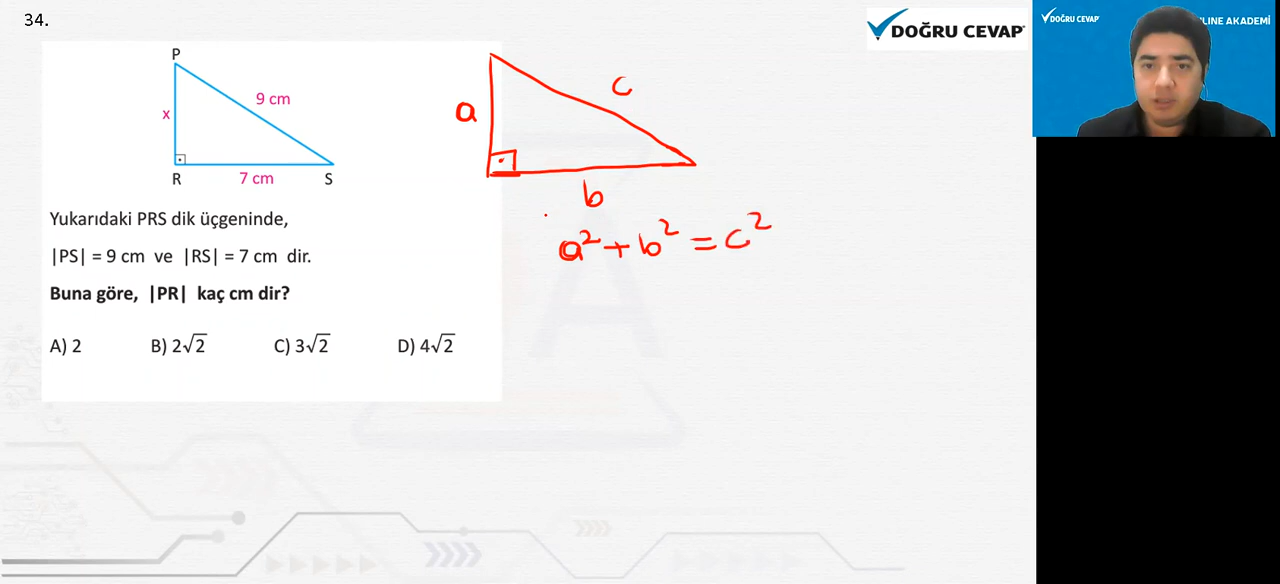 34.
DOĞRU CEVAP
DOĞRU CEVAP
LINE AKADEMİ
P
9 cm
x
R
7 cm
S
a
c
b
a² + b² = c²
Yukarıdaki PRS dik üçgeninde,
|PS| = 9 cm ve |RS| = 7 cm dir.
Buna göre, |PR| kaç cm dir?
A) 2 B) 2√2 C) 3√2 D) 4√2